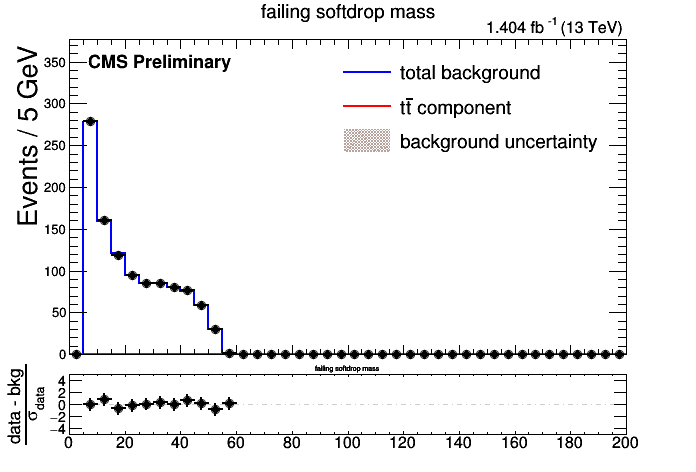 failing softdrop mass
1.404 fb -1 (13 TeV)
CMS Preliminary
total background
tt̄ component
background uncertainty
Events / 5 GeV
350
300
250
200
150
100
50
0
failing softdrop mass
data - bkg
σ data
4
2
0
−2
−4
0 20 40 60 80 100 120 140 160 180 200